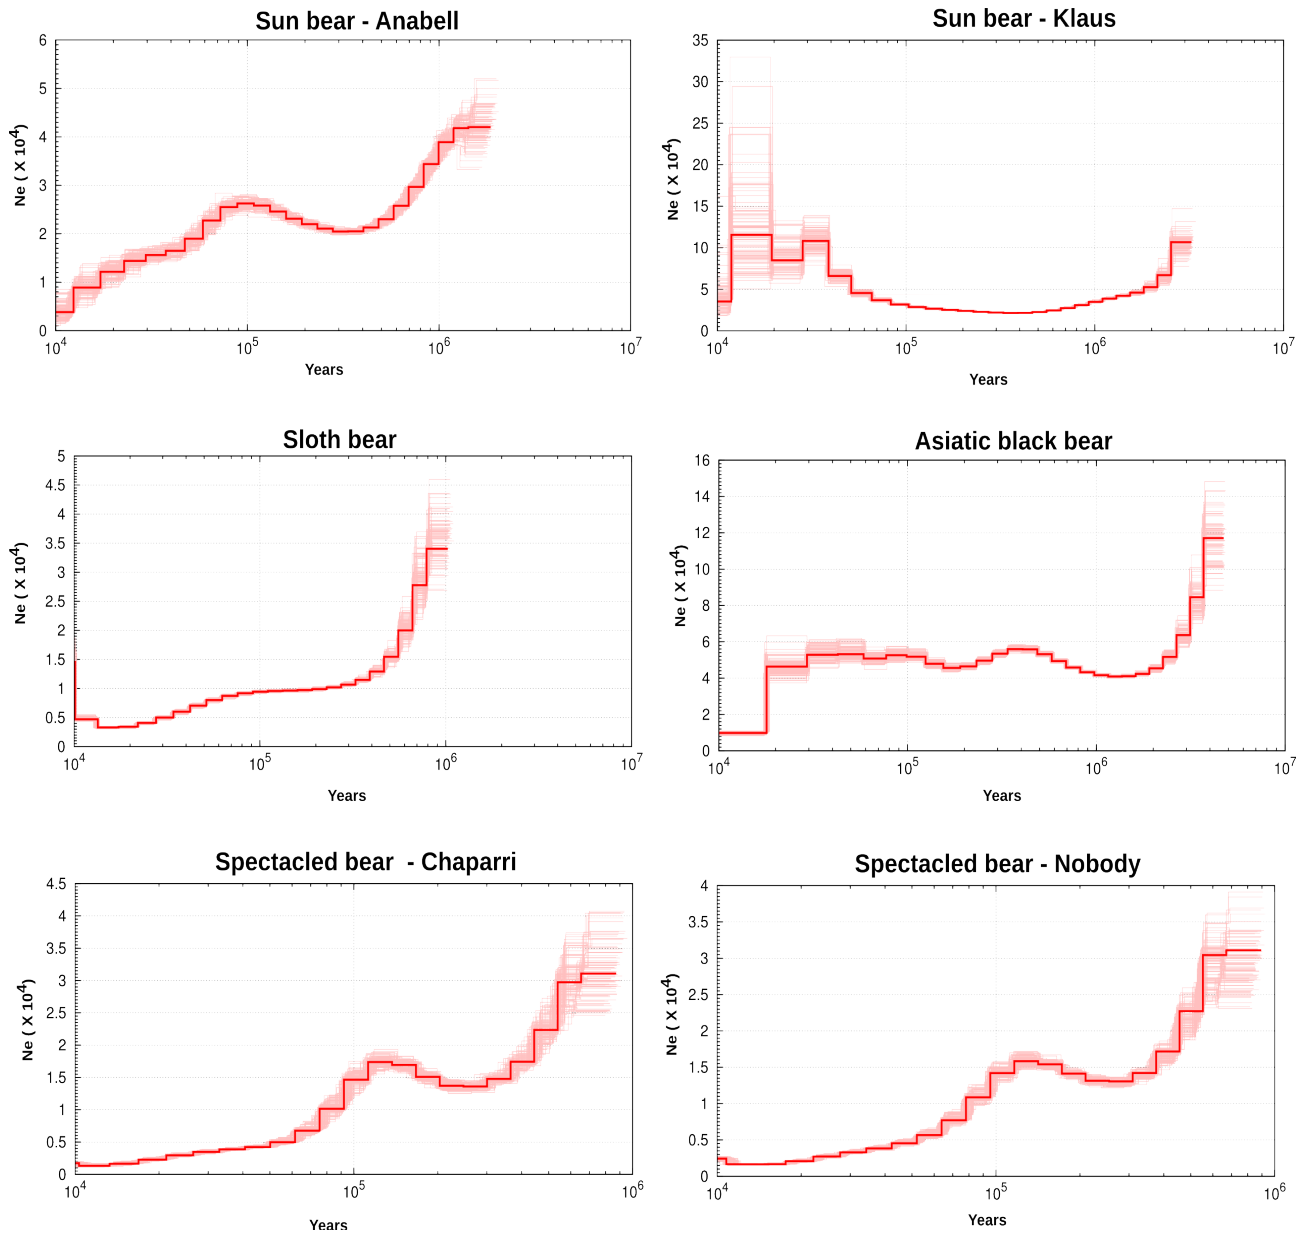 Sun bear - Anabell
6
5
4
3
2
1
0
Ne ( X 10^4)
10^4 10^5 10^6 10^7
Years
Sun bear - Klaus
35
30
25
20
15
10
5
0
Ne ( X 10^4)
10^4 10^5 10^6 10^7
Years
Sloth bear
5
4.5
4
3.5
3
2.5
2
1.5
1
0.5
0
Ne ( X 10^4)
10^4 10^5 10^6 10^7
Years
Asiatic black bear
16
14
12
10
8
6
4
2
0
Ne ( X 10^4)
10^4 10^5 10^6 10^7
Years
Spectacled bear - Chaparri
4.5
4
3.5
3
2.5
2
1.5
1
0.5
0
Ne ( X 10^4)
10^4 10^5 10^6
Years
Spectacled bear - Nobody
4
3.5
3
2.5
2
1.5
1
0.5
0
Ne ( X 10^4)
10^4 10^5 10^6
Years